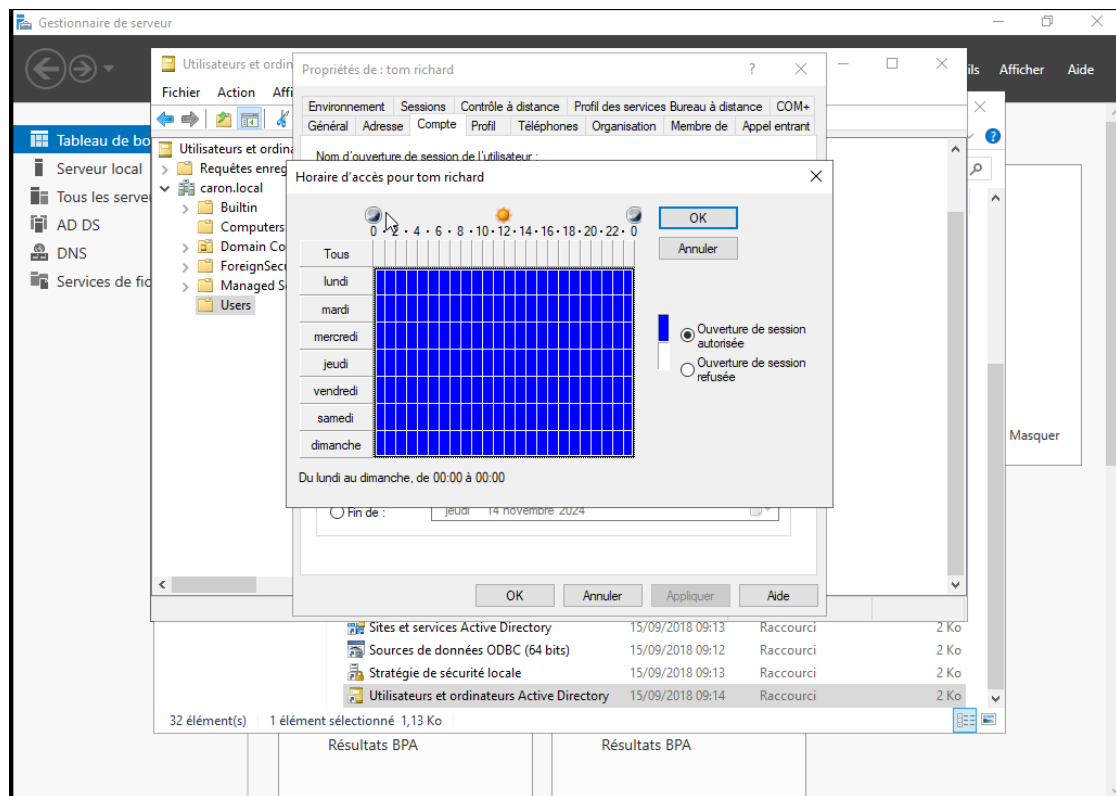 Gestionnaire de serveur
Afficher Aide
Utilisateurs et ordin
Fichier Action Affi
Tableau de bo
Serveur local
Tous les serve
AD DS
DNS
Services de fic
Utilisateurs et ordina
Requêtes enreg
caron.local
Builtin
Computers
Domain Co
ForeignSecu
Managed S
Users
Propriétés de : tom richard
Environnement Sessions Contrôle à distance Profil des services Bureau à distance COM+
Général Adresse Compte Profil Téléphones Organisation Membre de Appel entrant
Nom d'ouverture de session de l'utilisateur :
Horaire d'accès pour tom richard
0 · 2 · 4 · 6 · 8 · 10 · 12 · 14 · 16 · 18 · 20 · 22 · 0
Tous
lundi
mardi
mercredi
jeudi
vendredi
samedi
dimanche
OK
Annuler
Ouverture de session
autorisée
Ouverture de session
refusée
Du lundi au dimanche, de 00:00 à 00:00
Fin de : jeudi 14 novembre 2024
OK Annuler Appliquer Aide
Masquer
Sites et services Active Directory 15/09/2018 09:13 Raccourci 2 Ko
Sources de données ODBC (64 bits) 15/09/2018 09:12 Raccourci 2 Ko
Stratégie de sécurité locale 15/09/2018 09:13 Raccourci 2 Ko
Utilisateurs et ordinateurs Active Directory 15/09/2018 09:14 Raccourci 2 Ko
32 élément(s) 1 élément sélectionné 1,13 Ko
Résultats BPA Résultats BPA